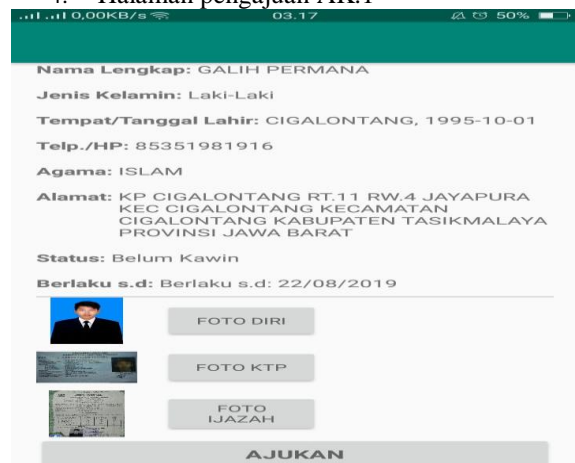 4. Halaman pengajuan AK.1
0,00KB/s 03.17 50%
Nama Lengkap: GALIH PERMANA
Jenis Kelamin: Laki-Laki
Tempat/Tanggal Lahir: CIGALONTANG, 1995-10-01
Telp./HP: 85351981916
Agama: ISLAM
Alamat: KP CIGALONTANG RT.11 RW.4 JAYAPURA
KEC CIGALONTANG KECAMATAN
CIGALONTANG KABUPATEN TASIKMALAYA
PROVINSI JAWA BARAT
Status: Belum Kawin
Berlaku s.d: Berlaku s.d: 22/08/2019
FOTO DIRI
FOTO KTP
FOTO
IJAZAH
AJUKAN